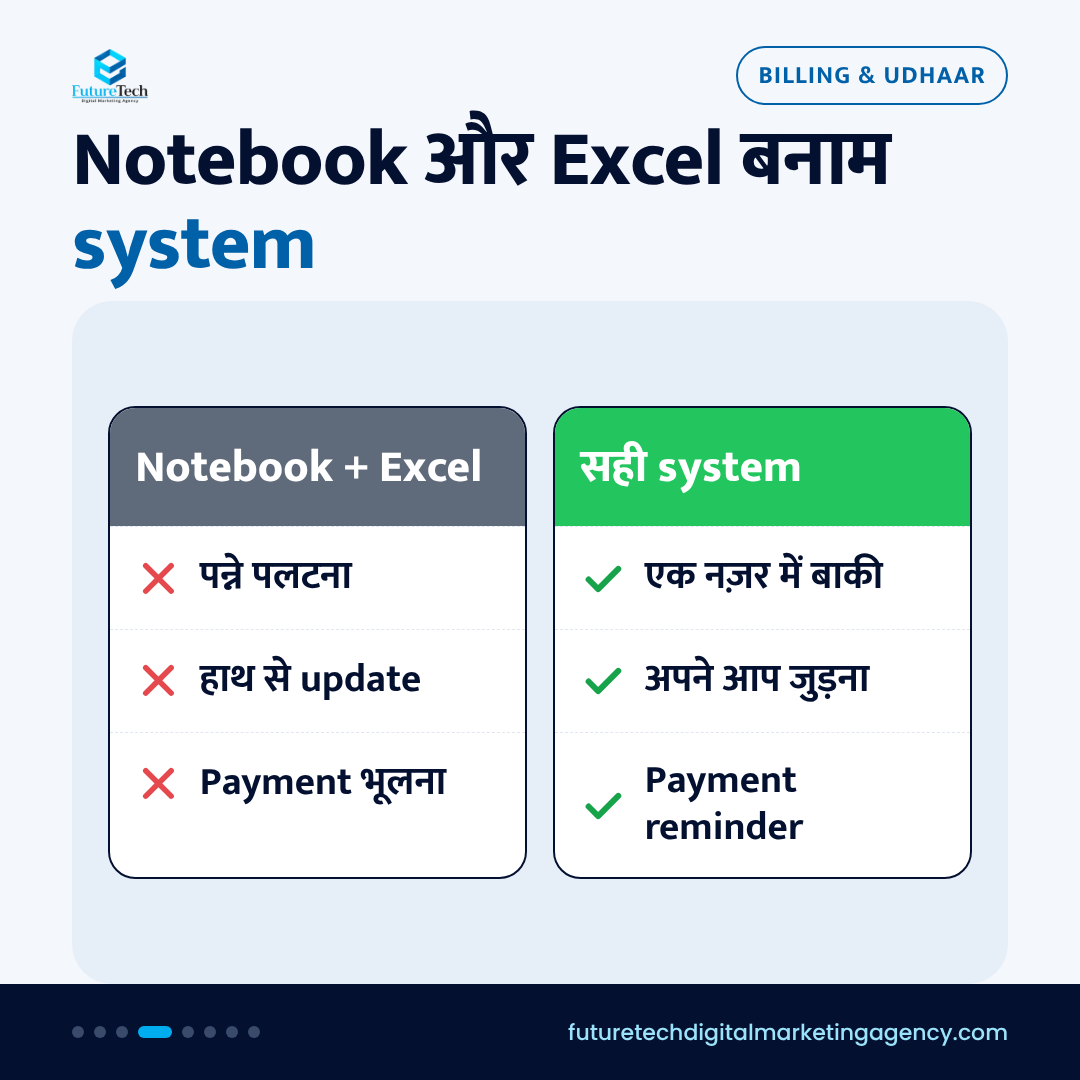 FutureTech
Digital Marketing Agency
BILLING & UDHAAR
Notebook और Excel बनाम
system
Notebook + Excel
पन्ने पलटना
हाथ से update
Payment भूलना
सही system
एक नज़र में बाकी
अपने आप जुड़ना
Payment
reminder
futuretechdigitalmarketingagency.com